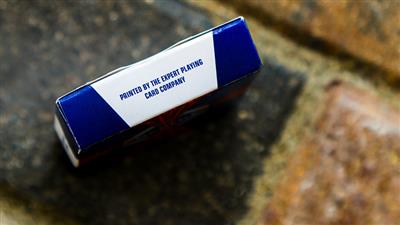 PRINTED BY THE EXPERT PLAYING
CARD COMPANY